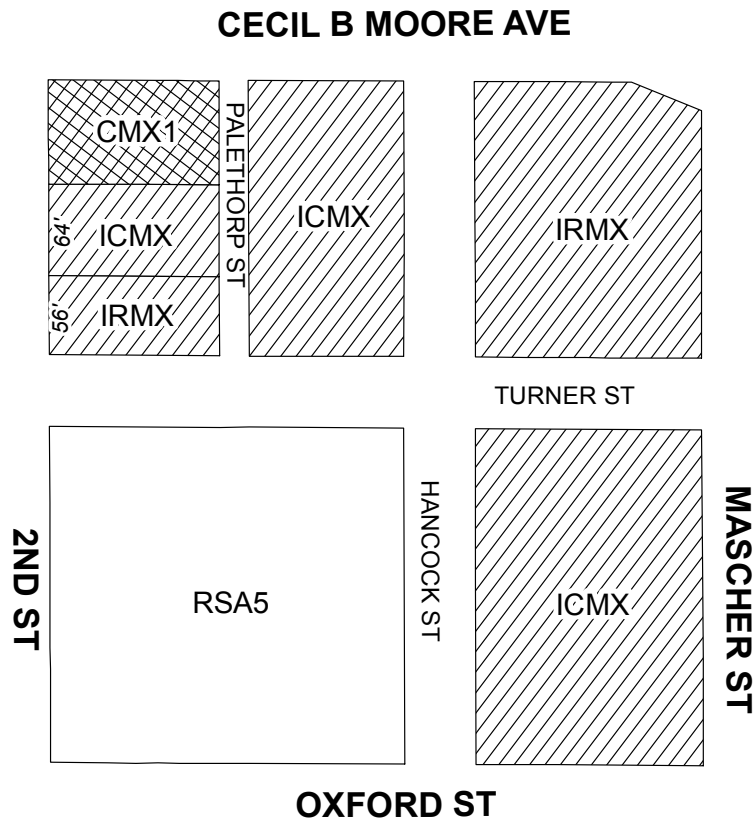 CECIL B MOORE AVE
CMX1
PALETHORP ST
ICMX
64'
ICMX
IRMX
IRMX
56'
TURNER ST
2ND ST
RSA5
HANCOCK ST
ICMX
MASCHER ST
OXFORD ST